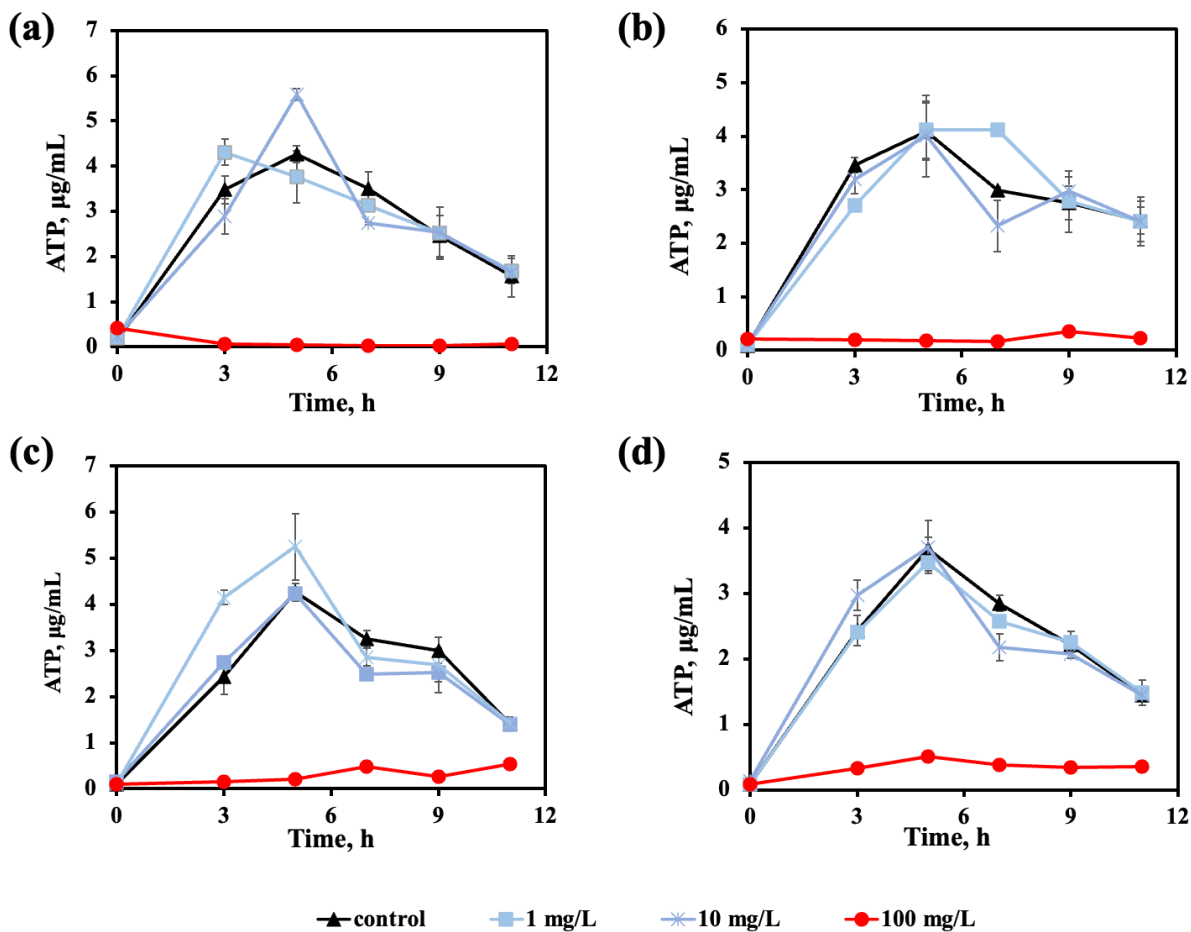 (a)
7
6
5
4
3
2
1
0
ATP, µg/mL
0 3 6 9 12
Time, h
(b)
6
5
4
3
2
1
0
ATP, µg/mL
0 3 6 9 12
Time, h
(c)
7
6
5
4
3
2
1
0
ATP, µg/mL
0 3 6 9 12
Time, h
(d)
5
4
3
2
1
0
ATP, µg/mL
0 3 6 9 12
Time, h
control 1 mg/L 10 mg/L 100 mg/L